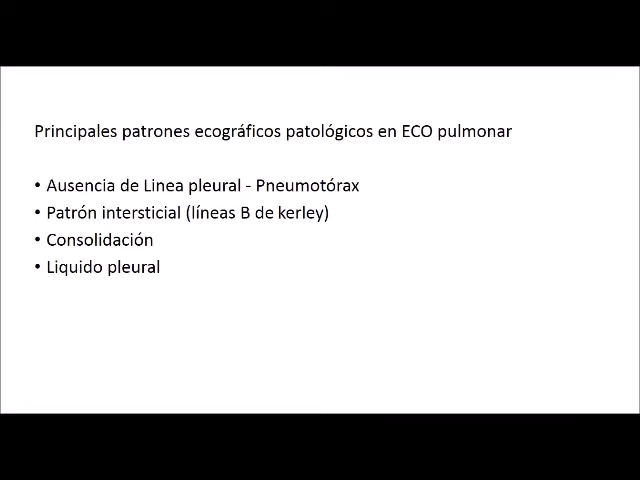 Principales patrones ecográficos patológicos en ECO pulmonar
• Ausencia de Linea pleural - Pneumotórax
• Patrón intersticial (líneas B de kerley)
• Consolidación
• Liquido pleural